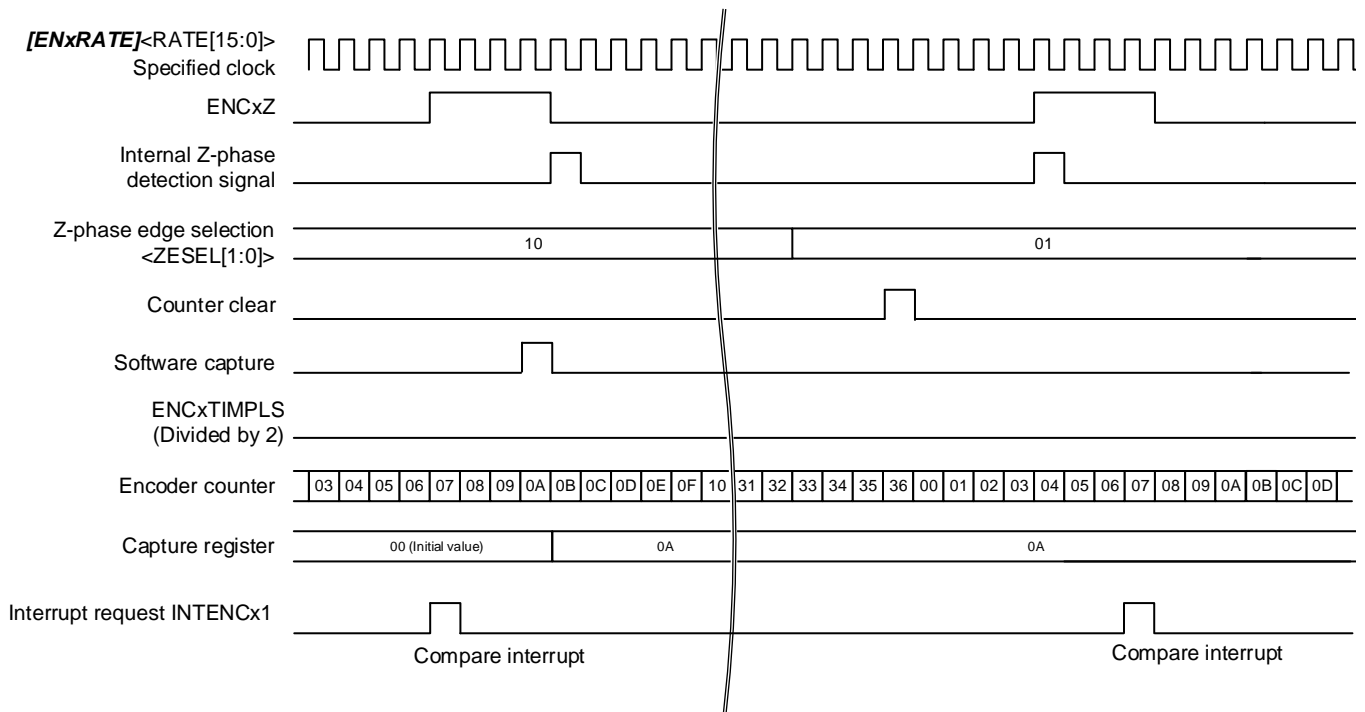 [ENxRATE]<RATE[15:0]>
Specified clock
ENCxZ
Internal Z-phase
detection signal
Z-phase edge selection
<ZESEL[1:0]>
10
01
Counter clear
Software capture
ENCxTIMPLS
(Divided by 2)
Encoder counter
03 04 05 06 07 08 09 0A 0B 0C 0D 0E 0F 10 31 32 33 34 35 36 00 01 02 03 04 05 06 07 08 09 0A 0B 0C 0D
Capture register
00 (Initial value)
0A
0A
Interrupt request INTENCx1
Compare interrupt
Compare interrupt